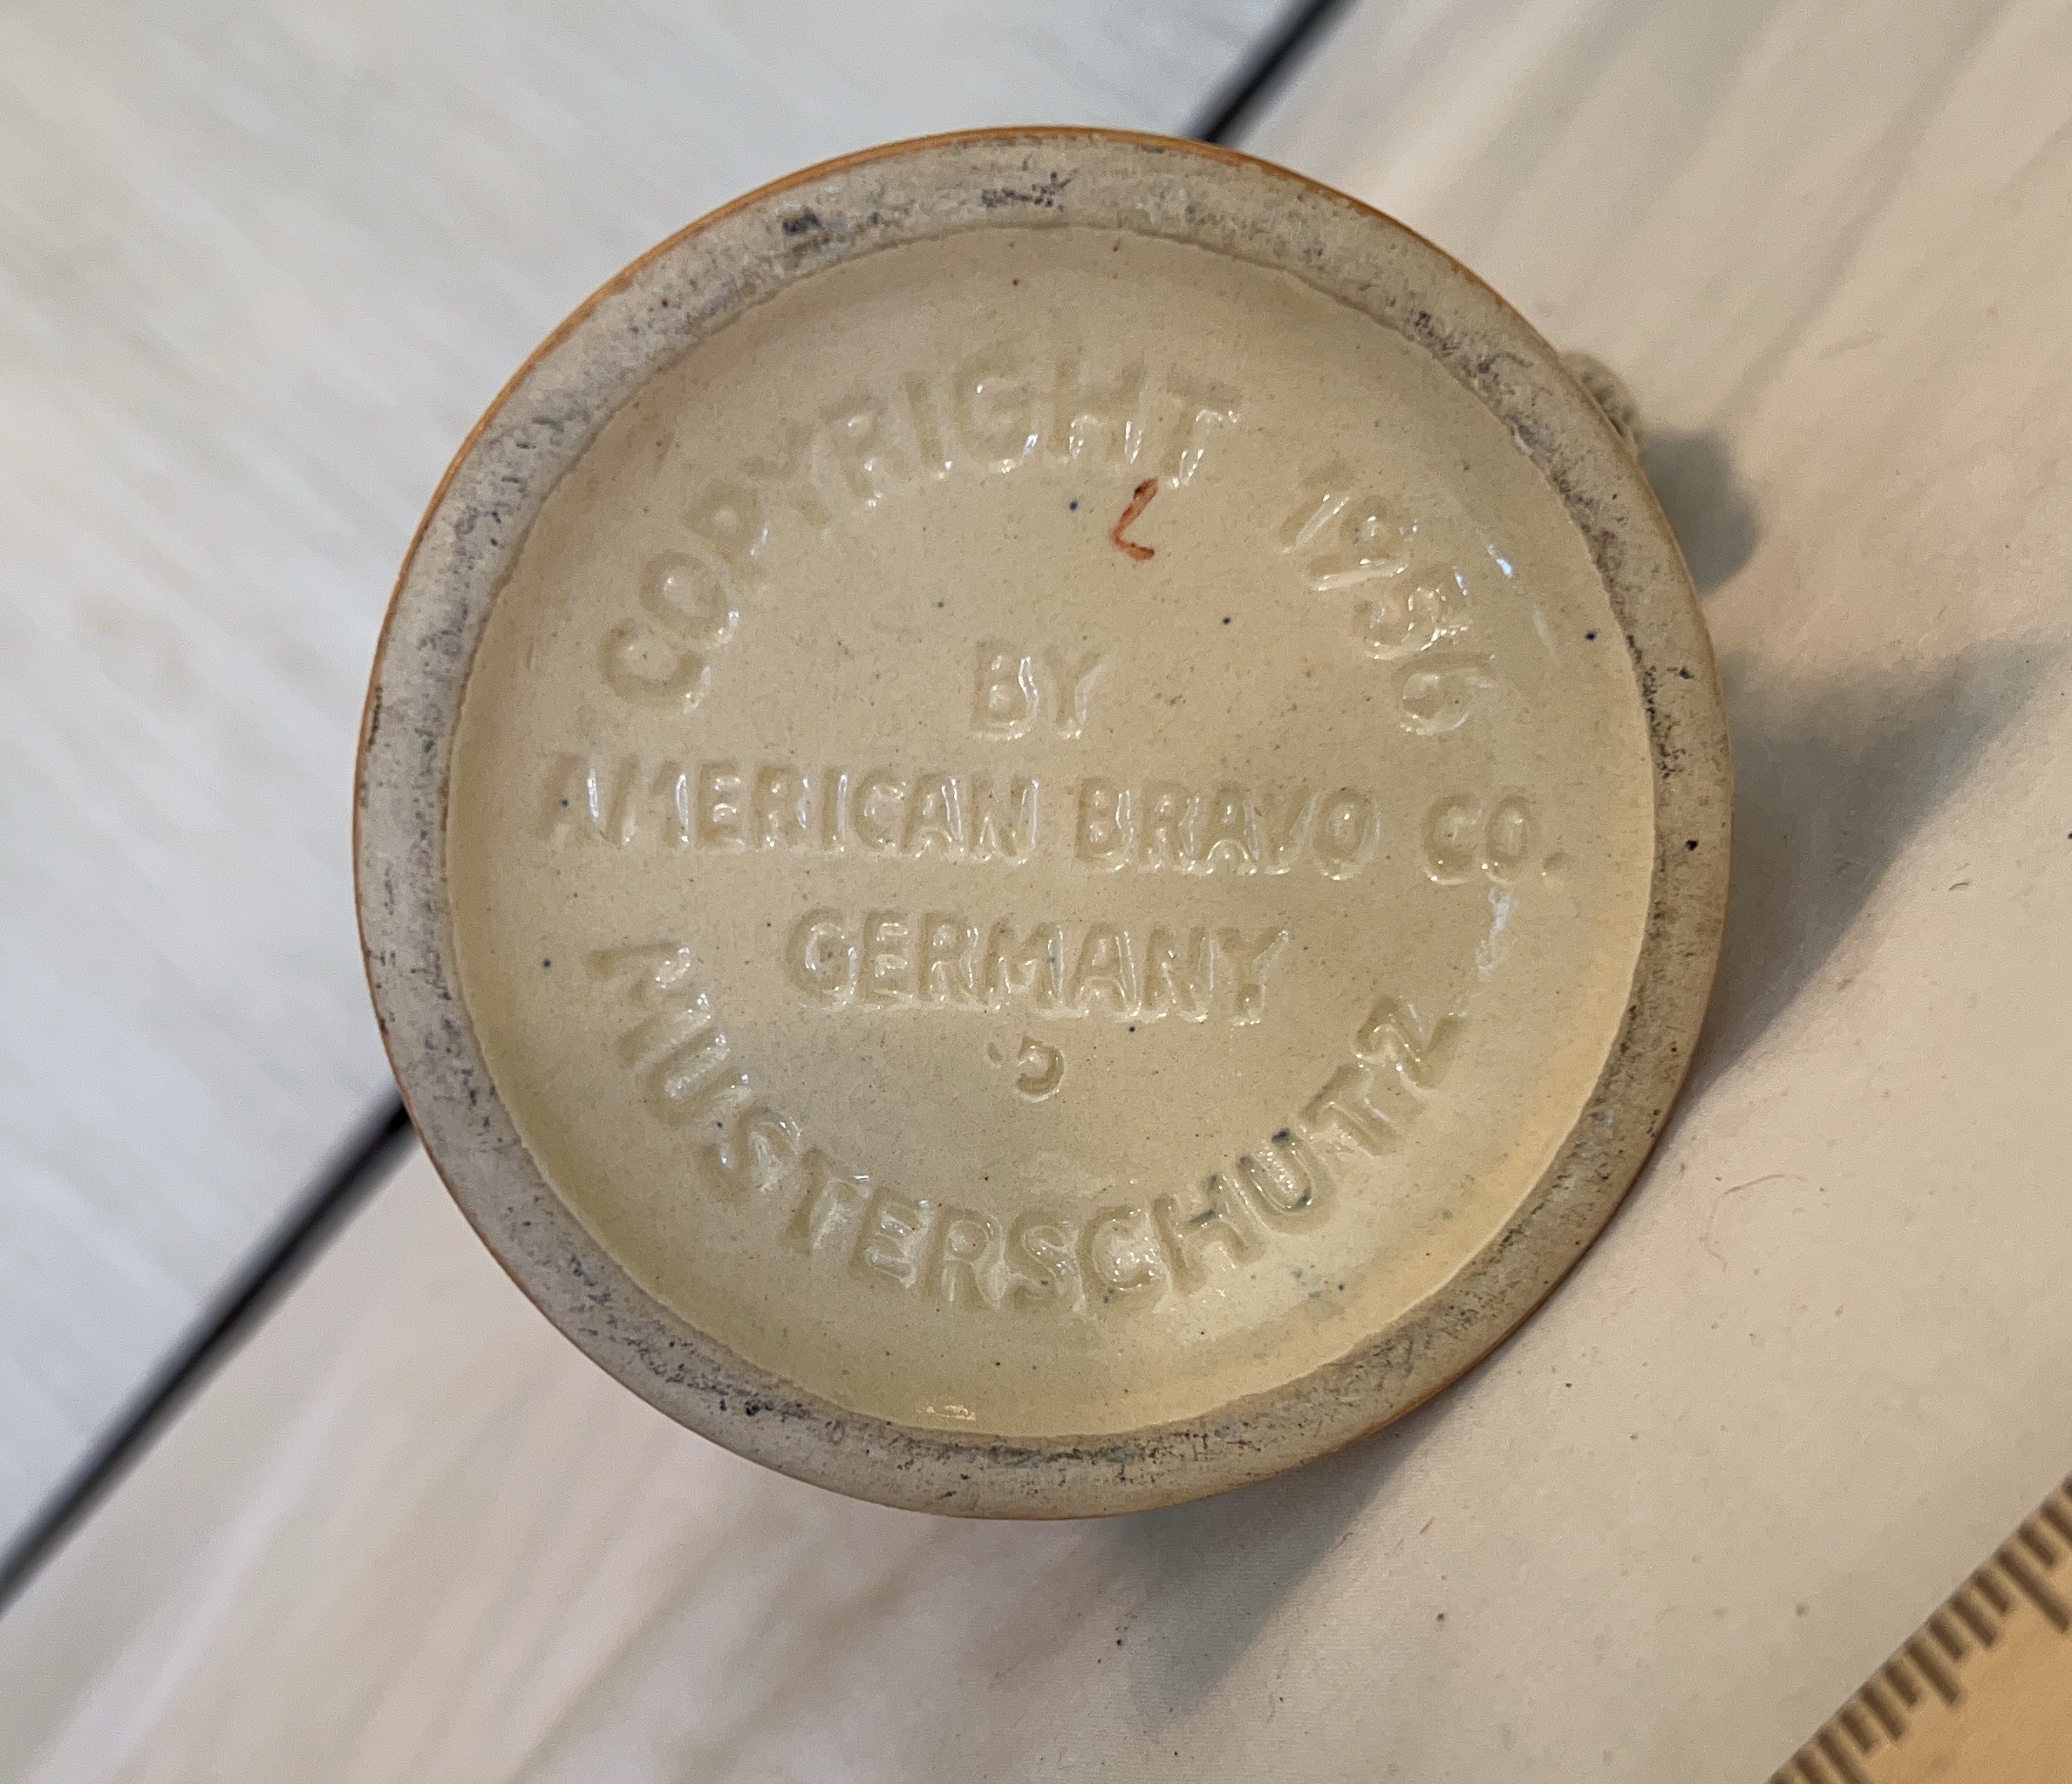 COPYRIGHT 1956
BY
AMERICAN BRAVO CO.
GERMANY
MUSTERSCHUTZ